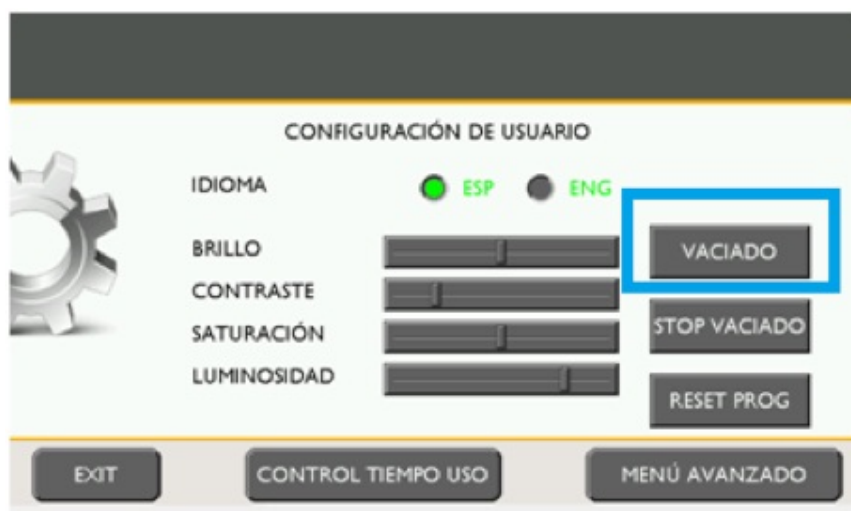 CONFIGURACIÓN DE USUARIO
IDIOMA ESP ENG
BRILLO VACIADO
CONTRASTE
SATURACIÓN STOP VACIADO
LUMINOSIDAD
RESET PROG
EXIT CONTROL TIEMPO USO MENÚ AVANZADO